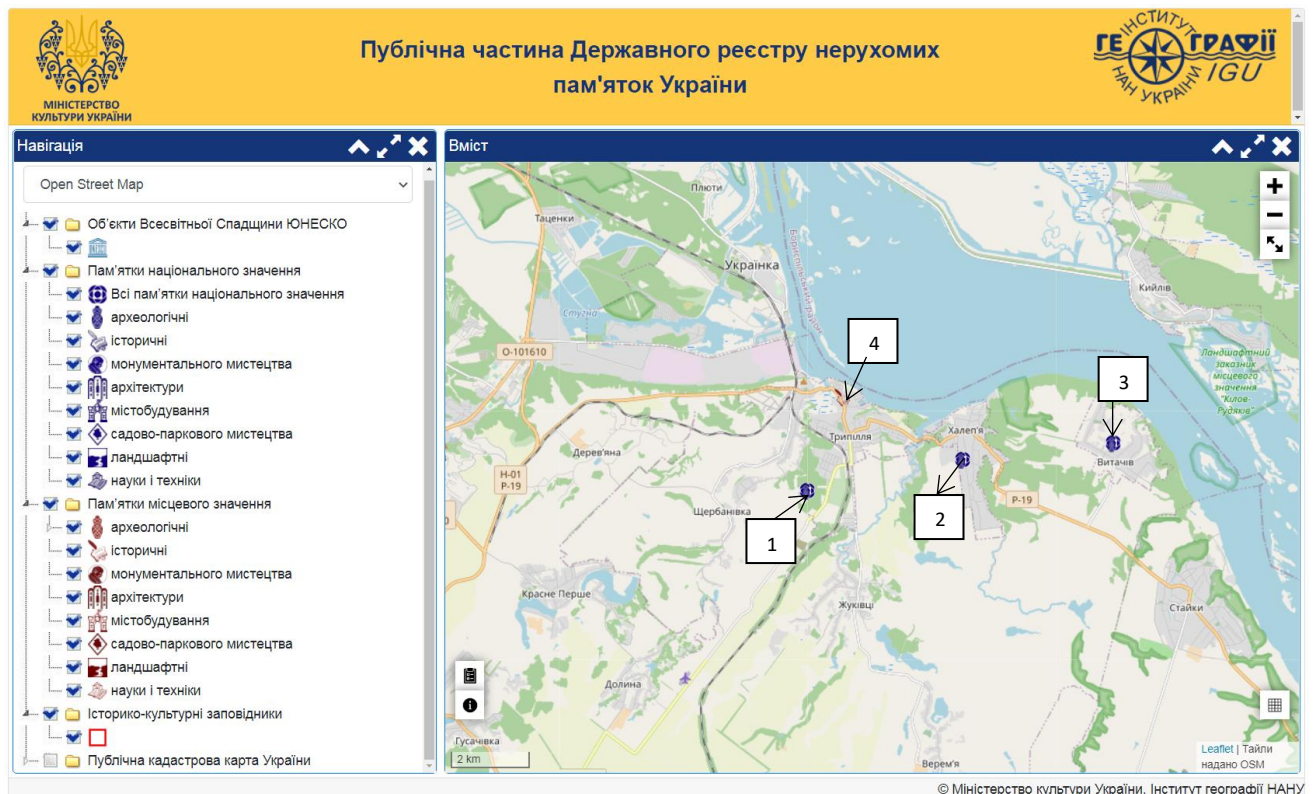 МІНІСТЕРСТВО
КУЛЬТУРИ УКРАЇНИ
Публічна частина Державного реєстру нерухомих
пам'яток України
ІНСТИТУТ
ГЕОГРАФІЇ
НАН УКРАЇНИ
IGU
Навігація
Open Street Map
Об'єкти Всесвітньої Спадщини ЮНЕСКО
Пам'ятки національного значення
Всі пам'ятки національного значення
археологічні
історичні
монументального мистецтва
архітектури
містобудування
садово-паркового мистецтва
ландшафтні
науки і техніки
Пам'ятки місцевого значення
археологічні
історичні
монументального мистецтва
архітектури
містобудування
садово-паркового мистецтва
ландшафтні
науки і техніки
Історико-культурні заповідники
Публічна кадастрова карта України
Вміст
Плюти
Таценки
Бориспільський район
Українка
Кийлів
Стугна
О-101610
4
Ландшафтний
заказник
місцевого
значення
"Кілов-
Рудяків"
3
Трипілля
Халеп'я
Витачів
Дерев'яна
Н-01
Р-19
Щербанівка
1
2
Р-19
Красне Перше
Жуківці
Стайки
Долина
Гусачівка
2 km
Верем'я
+
−
Leaflet | Тайли
надано OSM
© Міністерство культури України, Інститут географії НАНУ